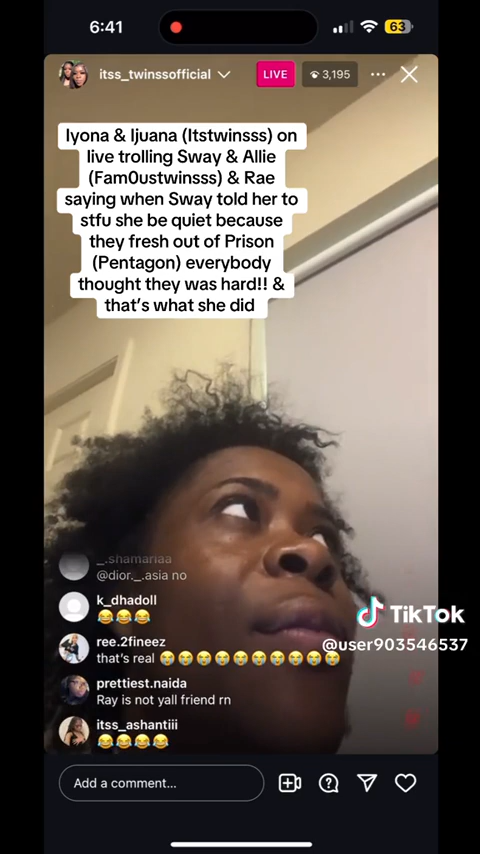 6:41
63
itss_twinssofficial
LIVE
3,195
Iyona & Ijuana (Itstwinsss) on
live trolling Sway & Allie
(Fam0ustwinsss) & Rae
saying when Sway told her to
stfu she be quiet because
they fresh out of Prison
(Pentagon) everybody
thought they was hard!! &
that's what she did
_.shamariaa
@dior._.asia no
k_dhadoll
😂😂😂
ree.2fineez
that's real 😭😭😭😭😭😭😭😭😭😭
prettiest.naida
Ray is not yall friend rn
itss_ashantiii
😂😂😂😂
TikTok
@user903546537
Add a comment...